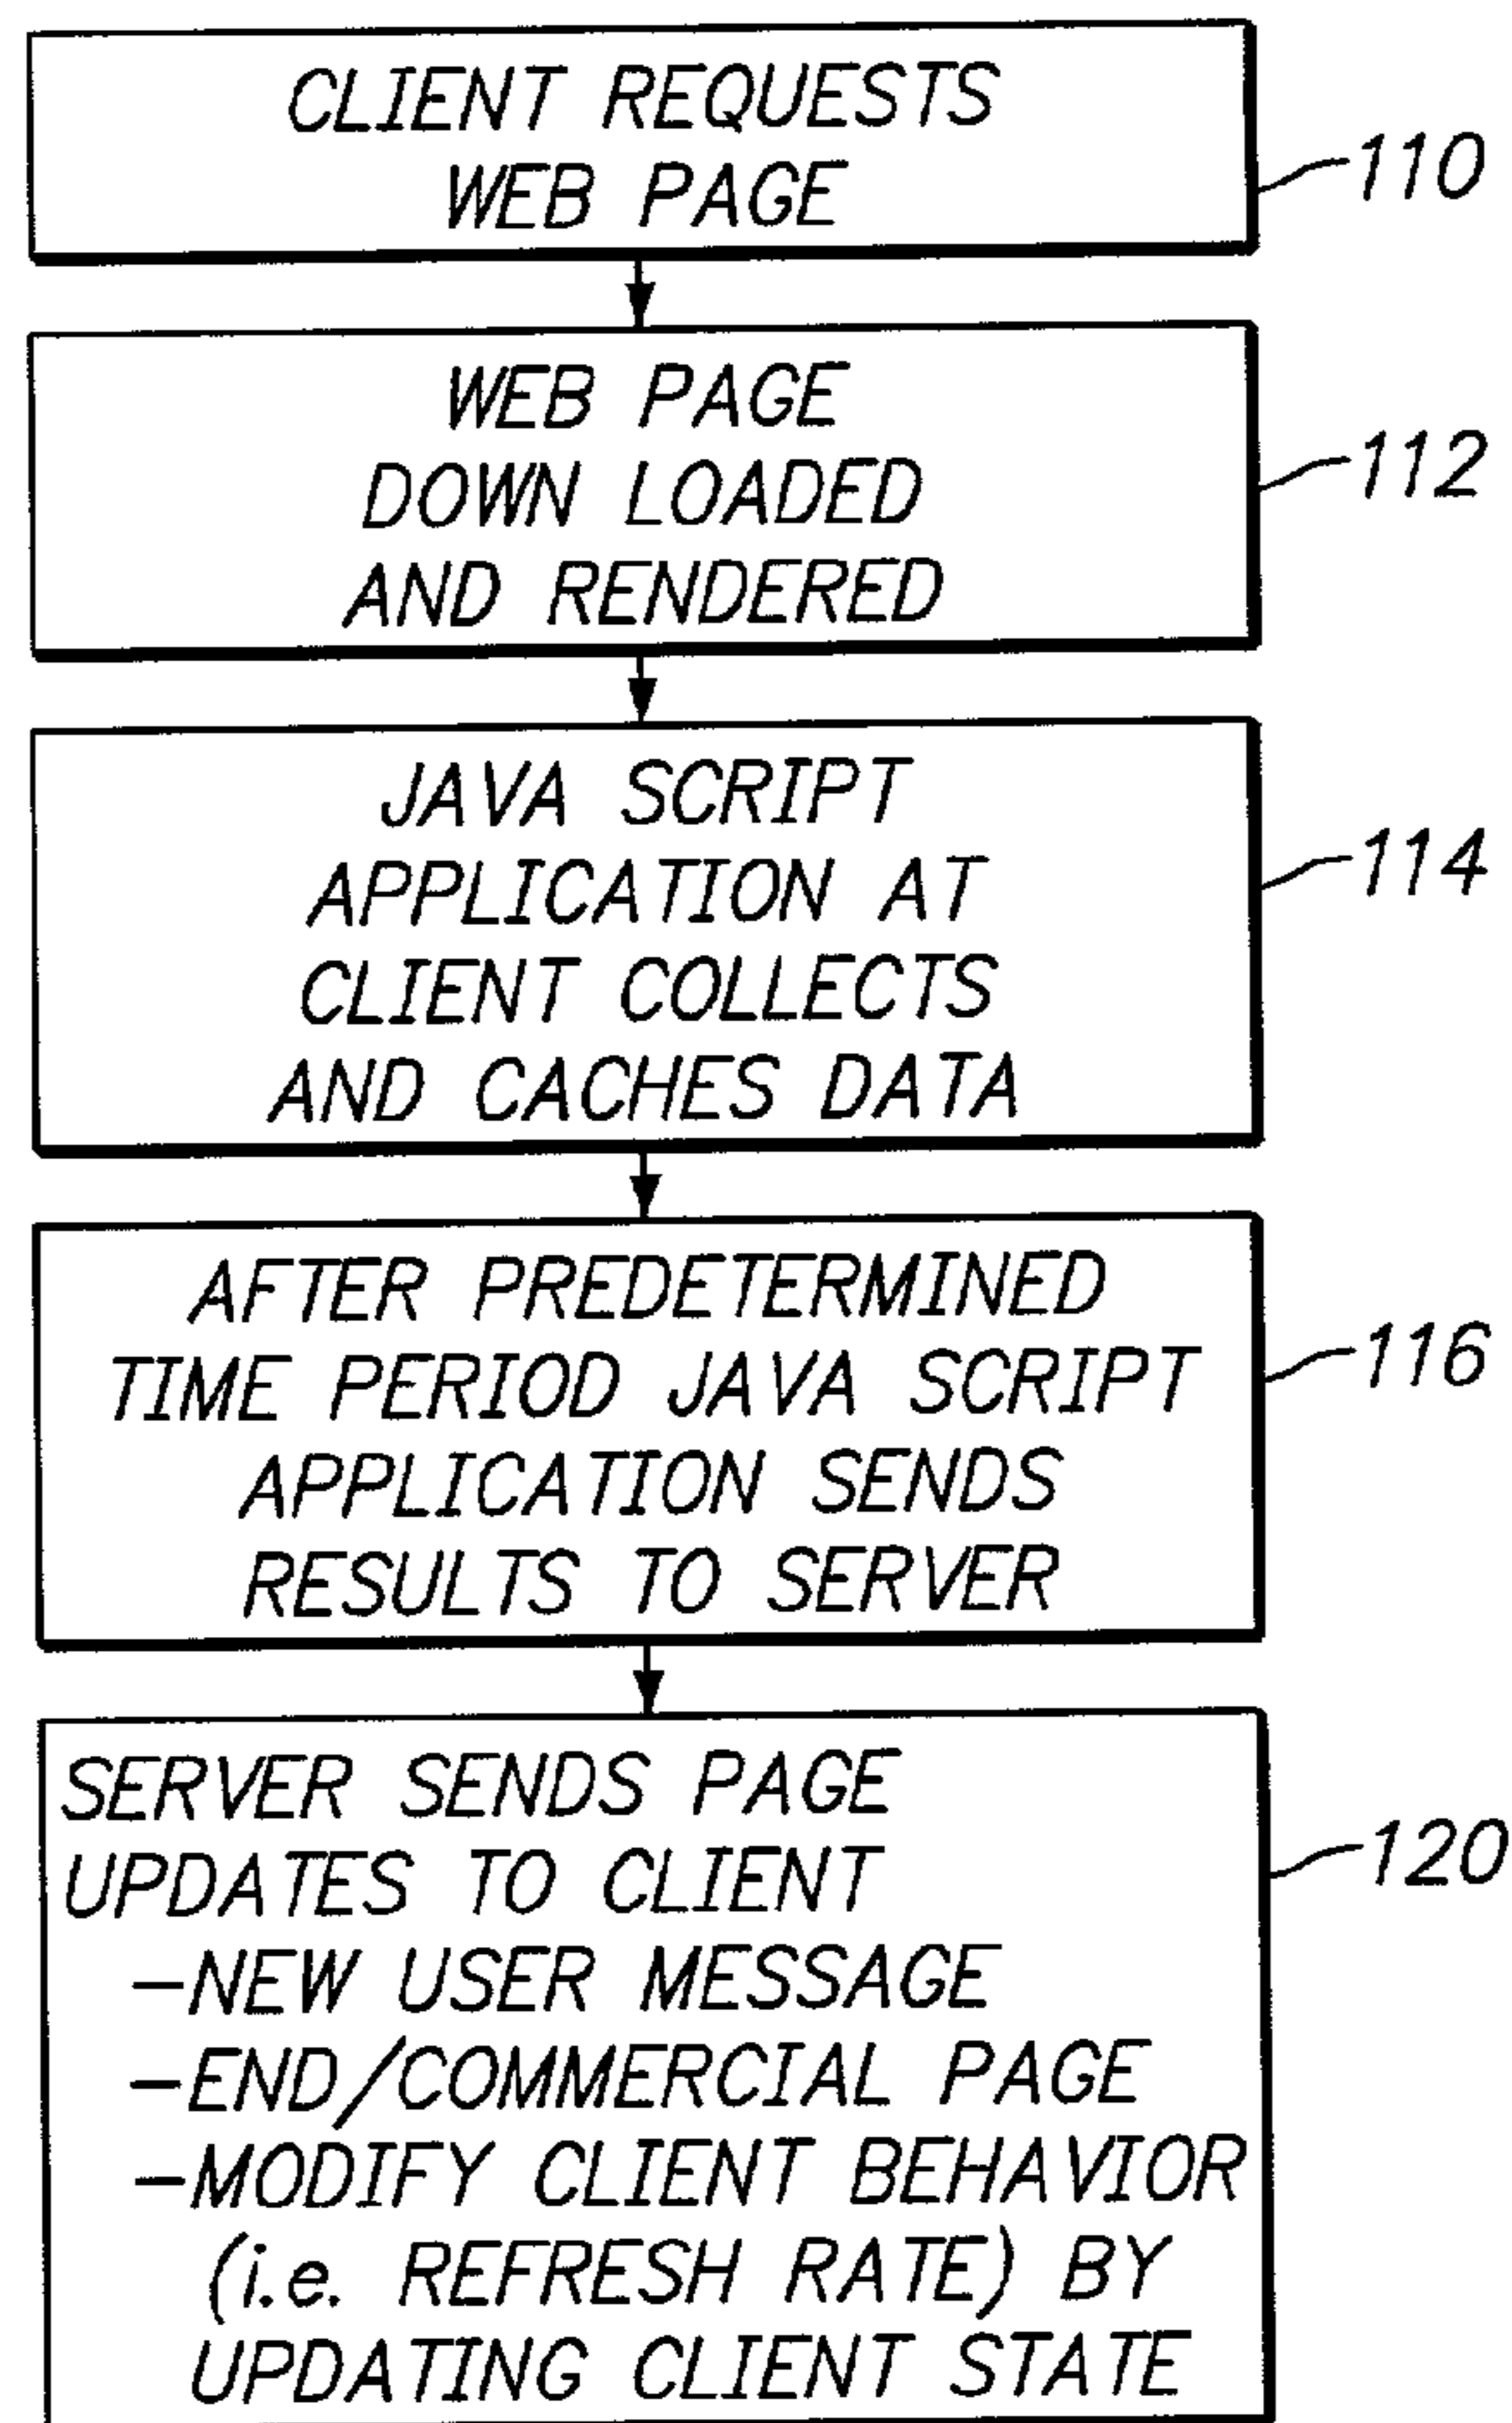 CLIENT REQUESTS
WEB PAGE
110
WEB PAGE
DOWN LOADED
AND RENDERED
112
JAVA SCRIPT
APPLICATION AT
CLIENT COLLECTS
AND CACHES DATA
114
AFTER PREDETERMINED
TIME PERIOD JAVA SCRIPT
APPLICATION SENDS
RESULTS TO SERVER
116
SERVER SENDS PAGE
UPDATES TO CLIENT
-NEW USER MESSAGE
-END/COMMERCIAL PAGE
-MODIFY CLIENT BEHAVIOR
(i.e. REFRESH RATE) BY
UPDATING CLIENT STATE
120